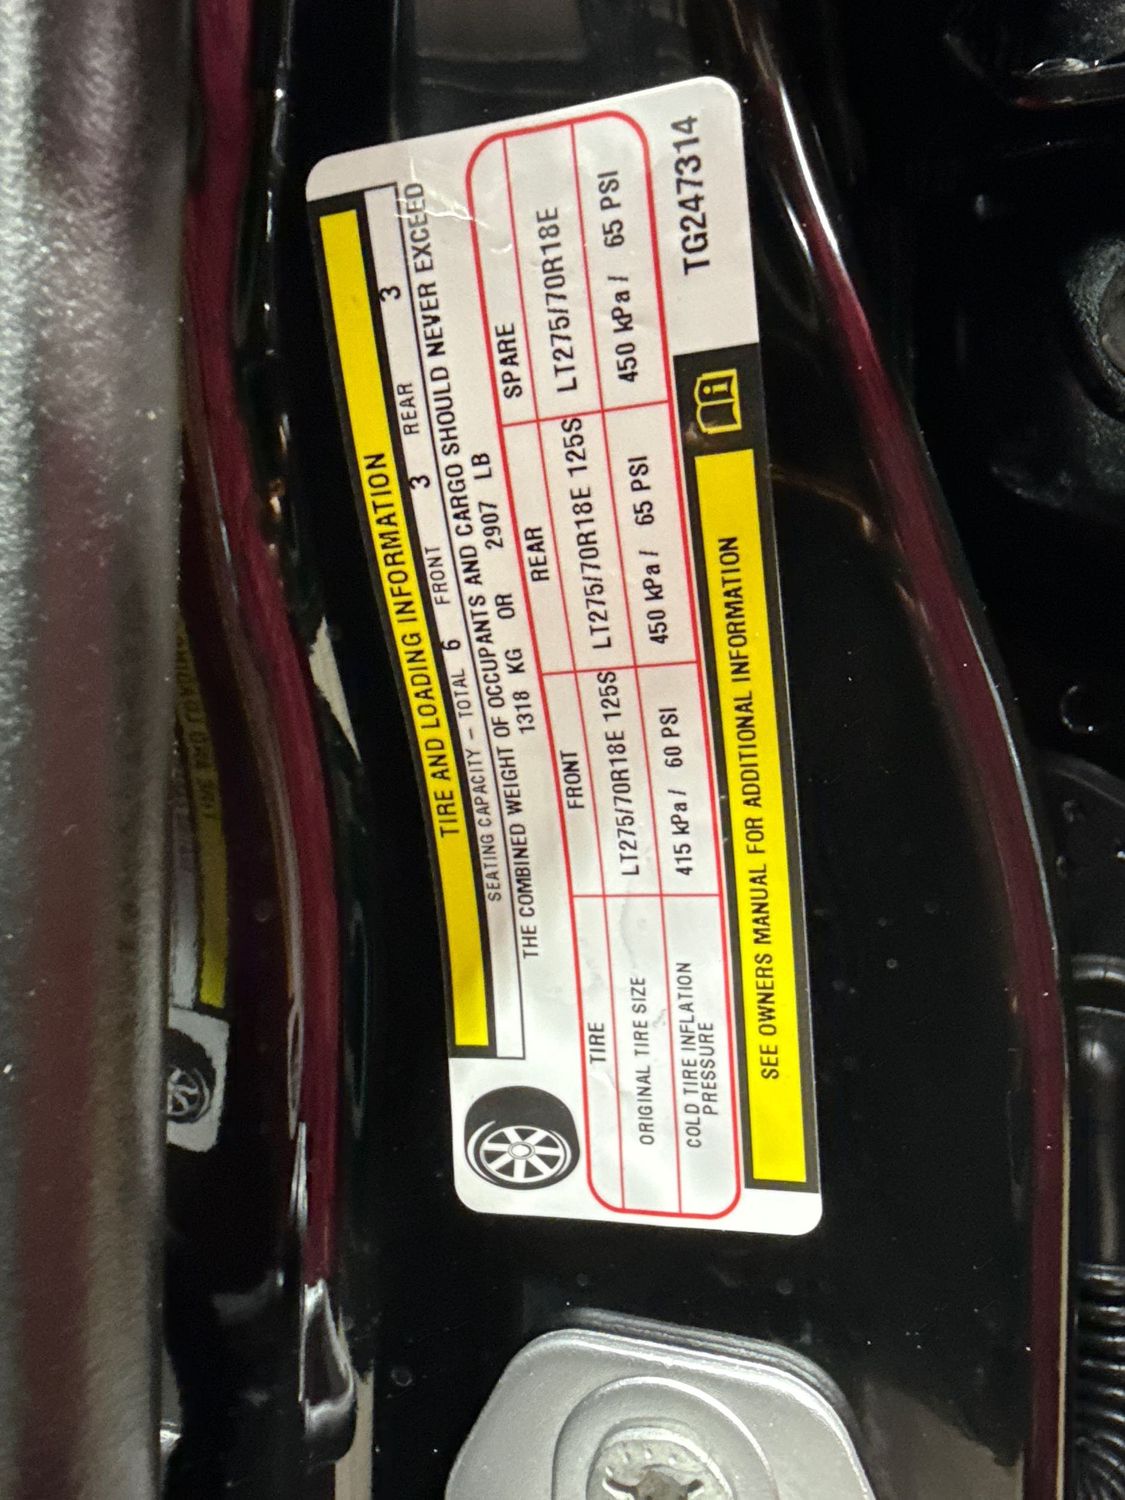 TIRE AND LOADING INFORMATION
SEATING CAPACITY – TOTAL 6 FRONT 3 REAR 3
THE COMBINED WEIGHT OF OCCUPANTS AND CARGO SHOULD NEVER EXCEED
1318 KG OR 2907 LB
TIRE FRONT REAR SPARE
ORIGINAL TIRE SIZE LT275/70R18E 125S LT275/70R18E 125S LT275/70R18E
COLD TIRE INFLATION PRESSURE 415 kPa / 60 PSI 450 kPa / 65 PSI 450 kPa / 65 PSI
SEE OWNERS MANUAL FOR ADDITIONAL INFORMATION
TG247314